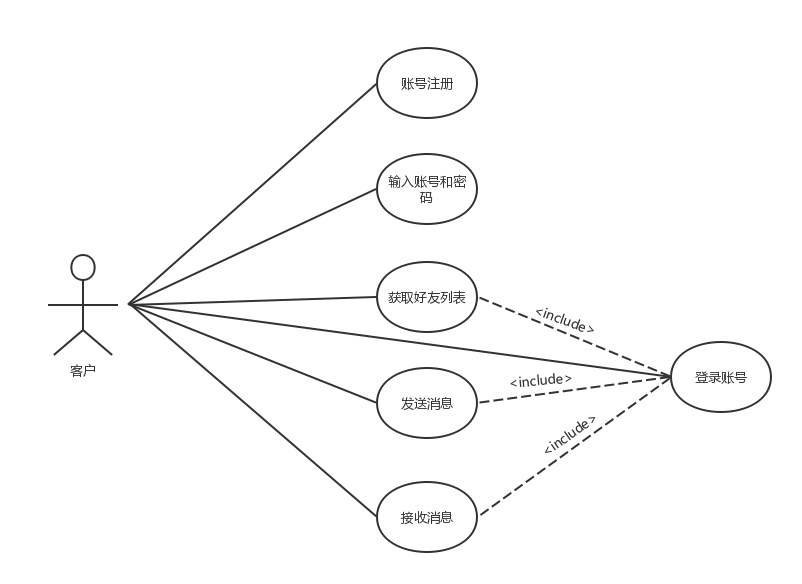 账号注册
输入账号和密
码
获取好友列表
<include>
客户
登录账号
<include>
发送消息
<include>
接收消息